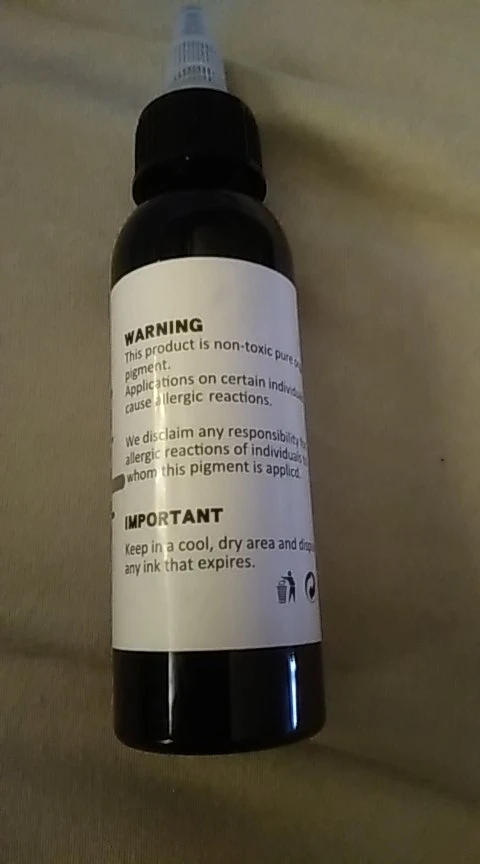 WARNING
This product is non-toxic pure
pigment.
Applications on certain
cause allergic reactions.
We disclaim any responsibility
allergic reactions of individuals
whom this pigment is applied.
IMPORTANT
Keep in a cool, dry area and
any ink that expires.